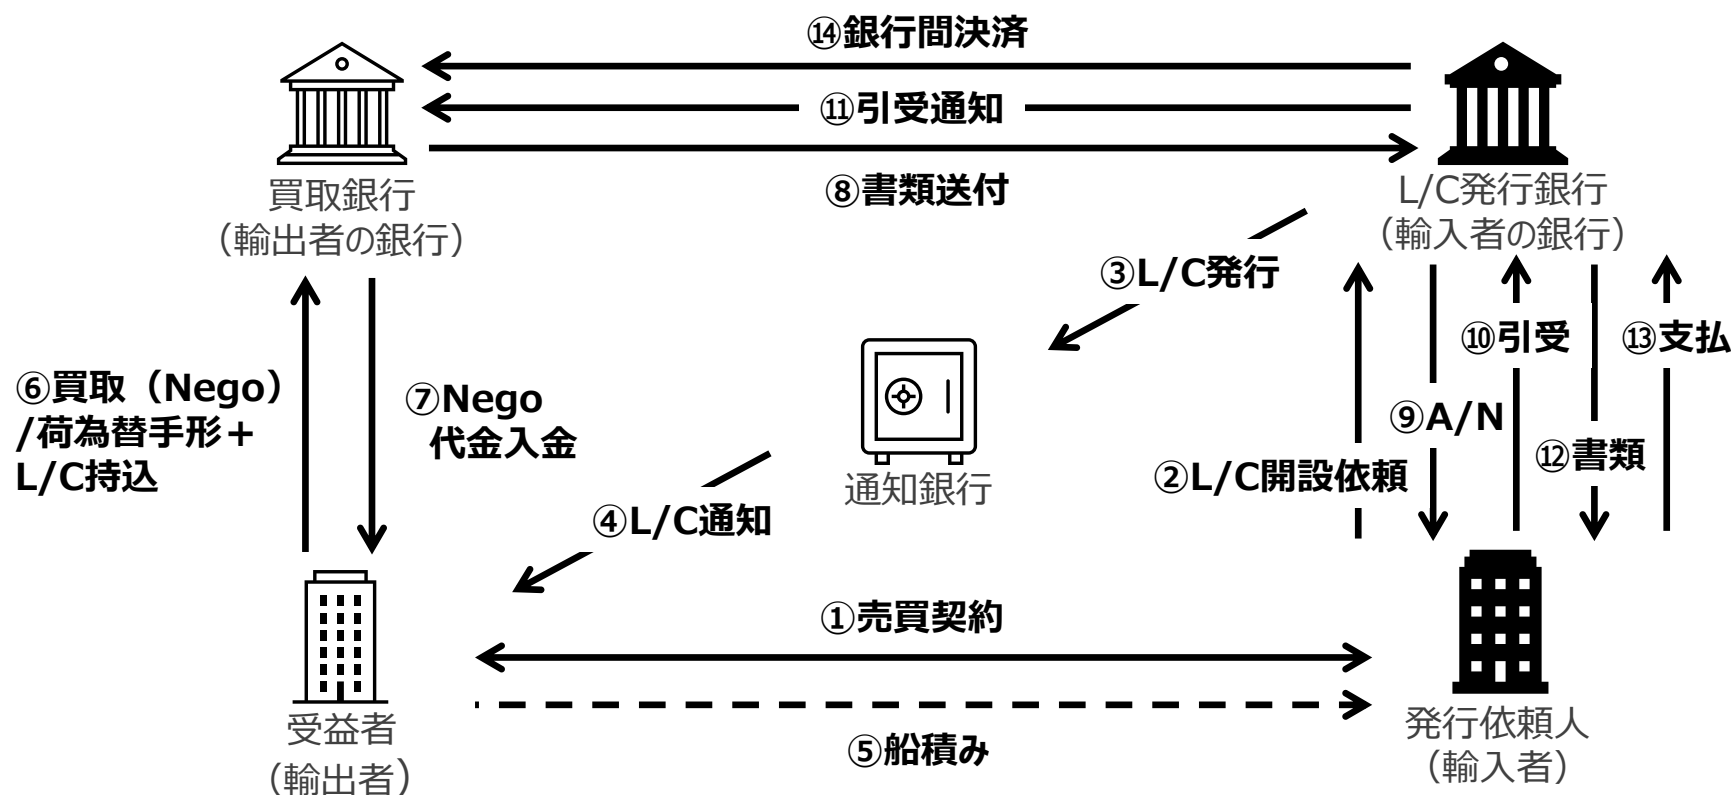 ⑭銀行間決済
⑪引受通知
⑧書類送付
買取銀行
（輸出者の銀行）
L/C発行銀行
（輸入者の銀行）
③L/C発行
⑥買取（Nego）
/荷為替手形＋
L/C持込
⑦Nego
代金入金
通知銀行
④L/C通知
②L/C開設依頼
⑨A/N
⑩引受
⑫書類
⑬支払
①売買契約
⑤船積み
受益者
（輸出者）
発行依頼人
（輸入者）